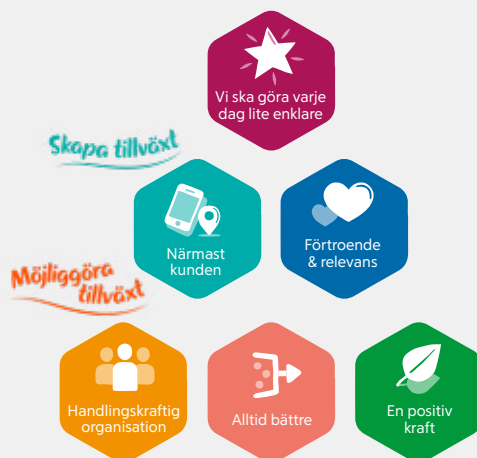 Vi ska göra varje
dag lite enklare
Skapa tillväxt
Närmast
kunden
Förtroende
& relevans
Möjliggöra
tillväxt
Handlingskraftig
organisation
Alltid bättre
En positiv
kraft